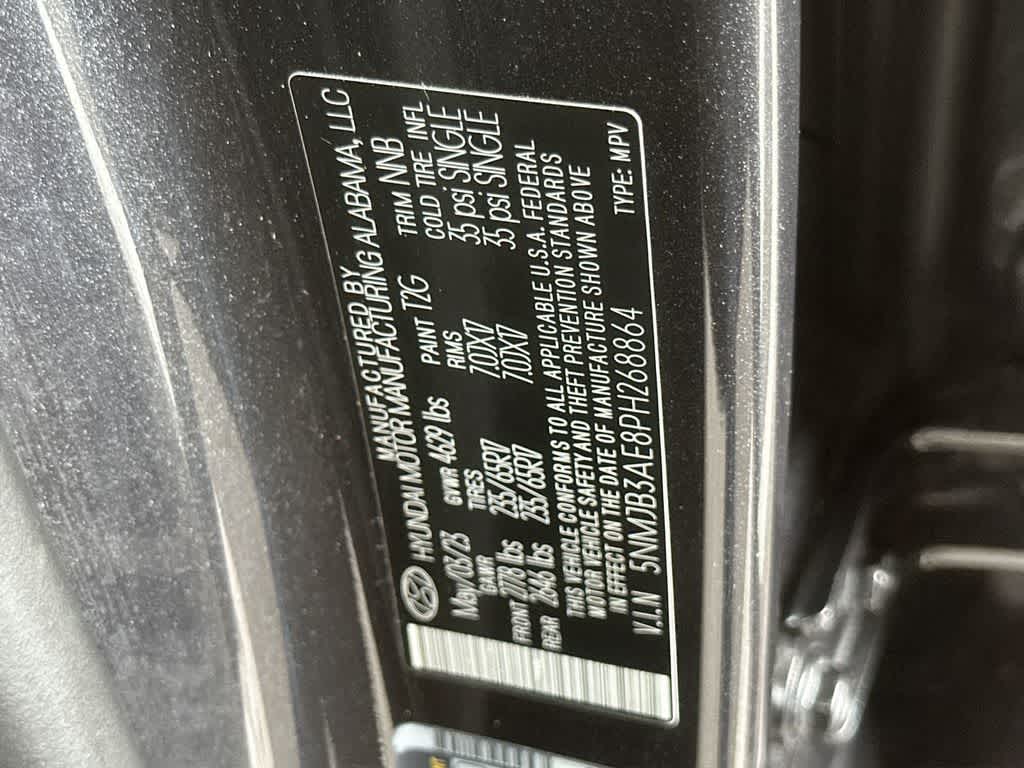 MANUFACTURED BY
HYUNDAI MOTOR MANUFACTURING ALABAMA, LLC
May/03/23 GVWR 4629 lbs PAINT T2G TRIM NNB
GAWR TIRES RIMS COLD TIRE INFL
FRONT 2778 lbs 235/65R17 7.0JX17 35 psi SINGLE
REAR 2646 lbs 235/65R17 7.0JX17 35 psi SINGLE
THIS VEHICLE CONFORMS TO ALL APPLICABLE U.S.A. FEDERAL
MOTOR VEHICLE SAFETY AND THEFT PREVENTION STANDARDS
IN EFFECT ON THE DATE OF MANUFACTURE SHOWN ABOVE
V.I.N 5NMJB3AE8PH268864 TYPE: MPV